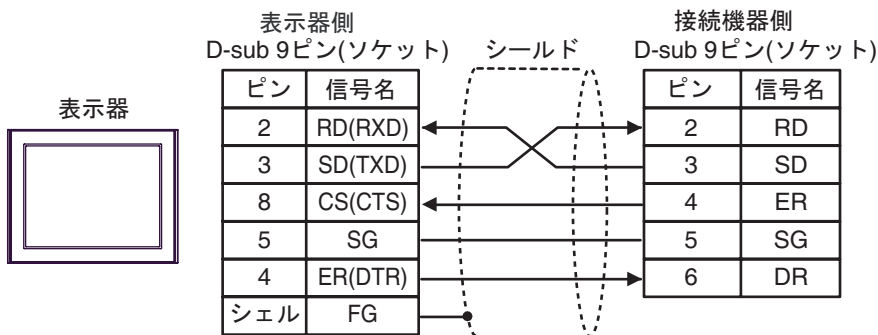 表示器側
D-sub 9ピン(ソケット)
シールド
接続機器側
D-sub 9ピン(ソケット)
表示器
ピン 信号名
2 RD(RXD)
3 SD(TXD)
8 CS(CTS)
5 SG
4 ER(DTR)
シェル FG
ピン 信号名
2 RD
3 SD
4 ER
5 SG
6 DR